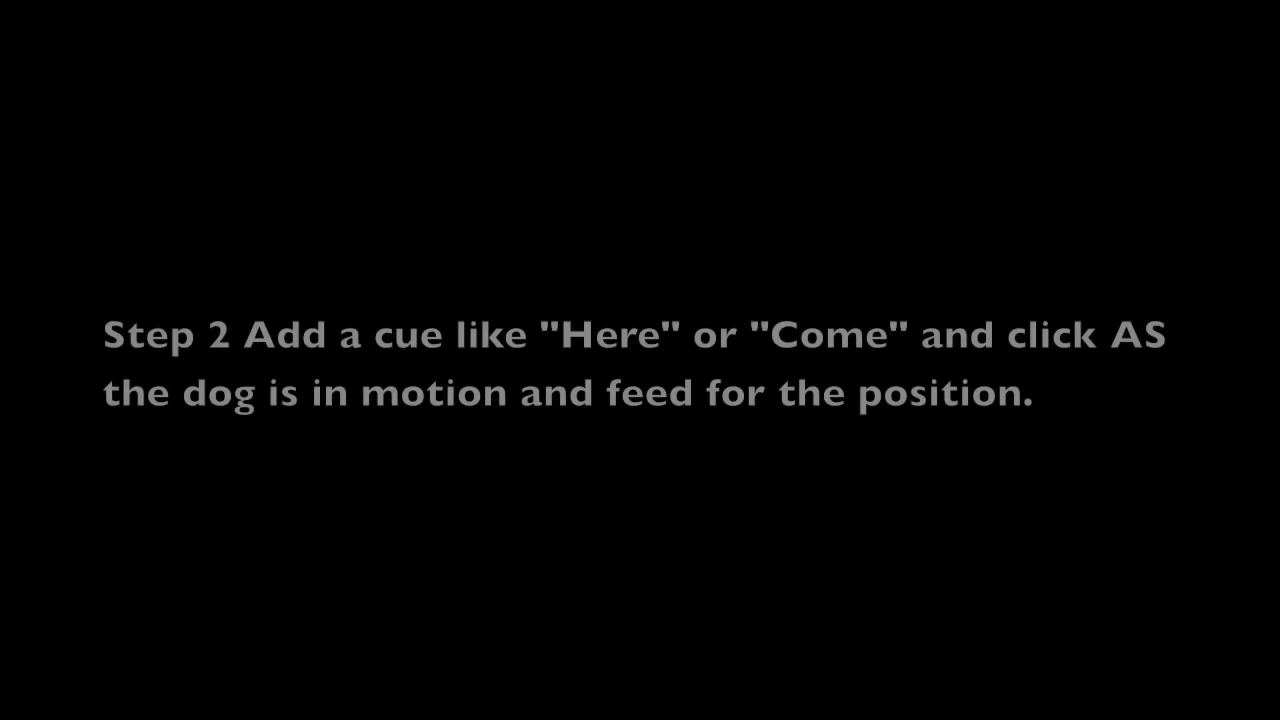 Step 2 Add a cue like "Here" or "Come" and click AS
the dog is in motion and feed for the position.